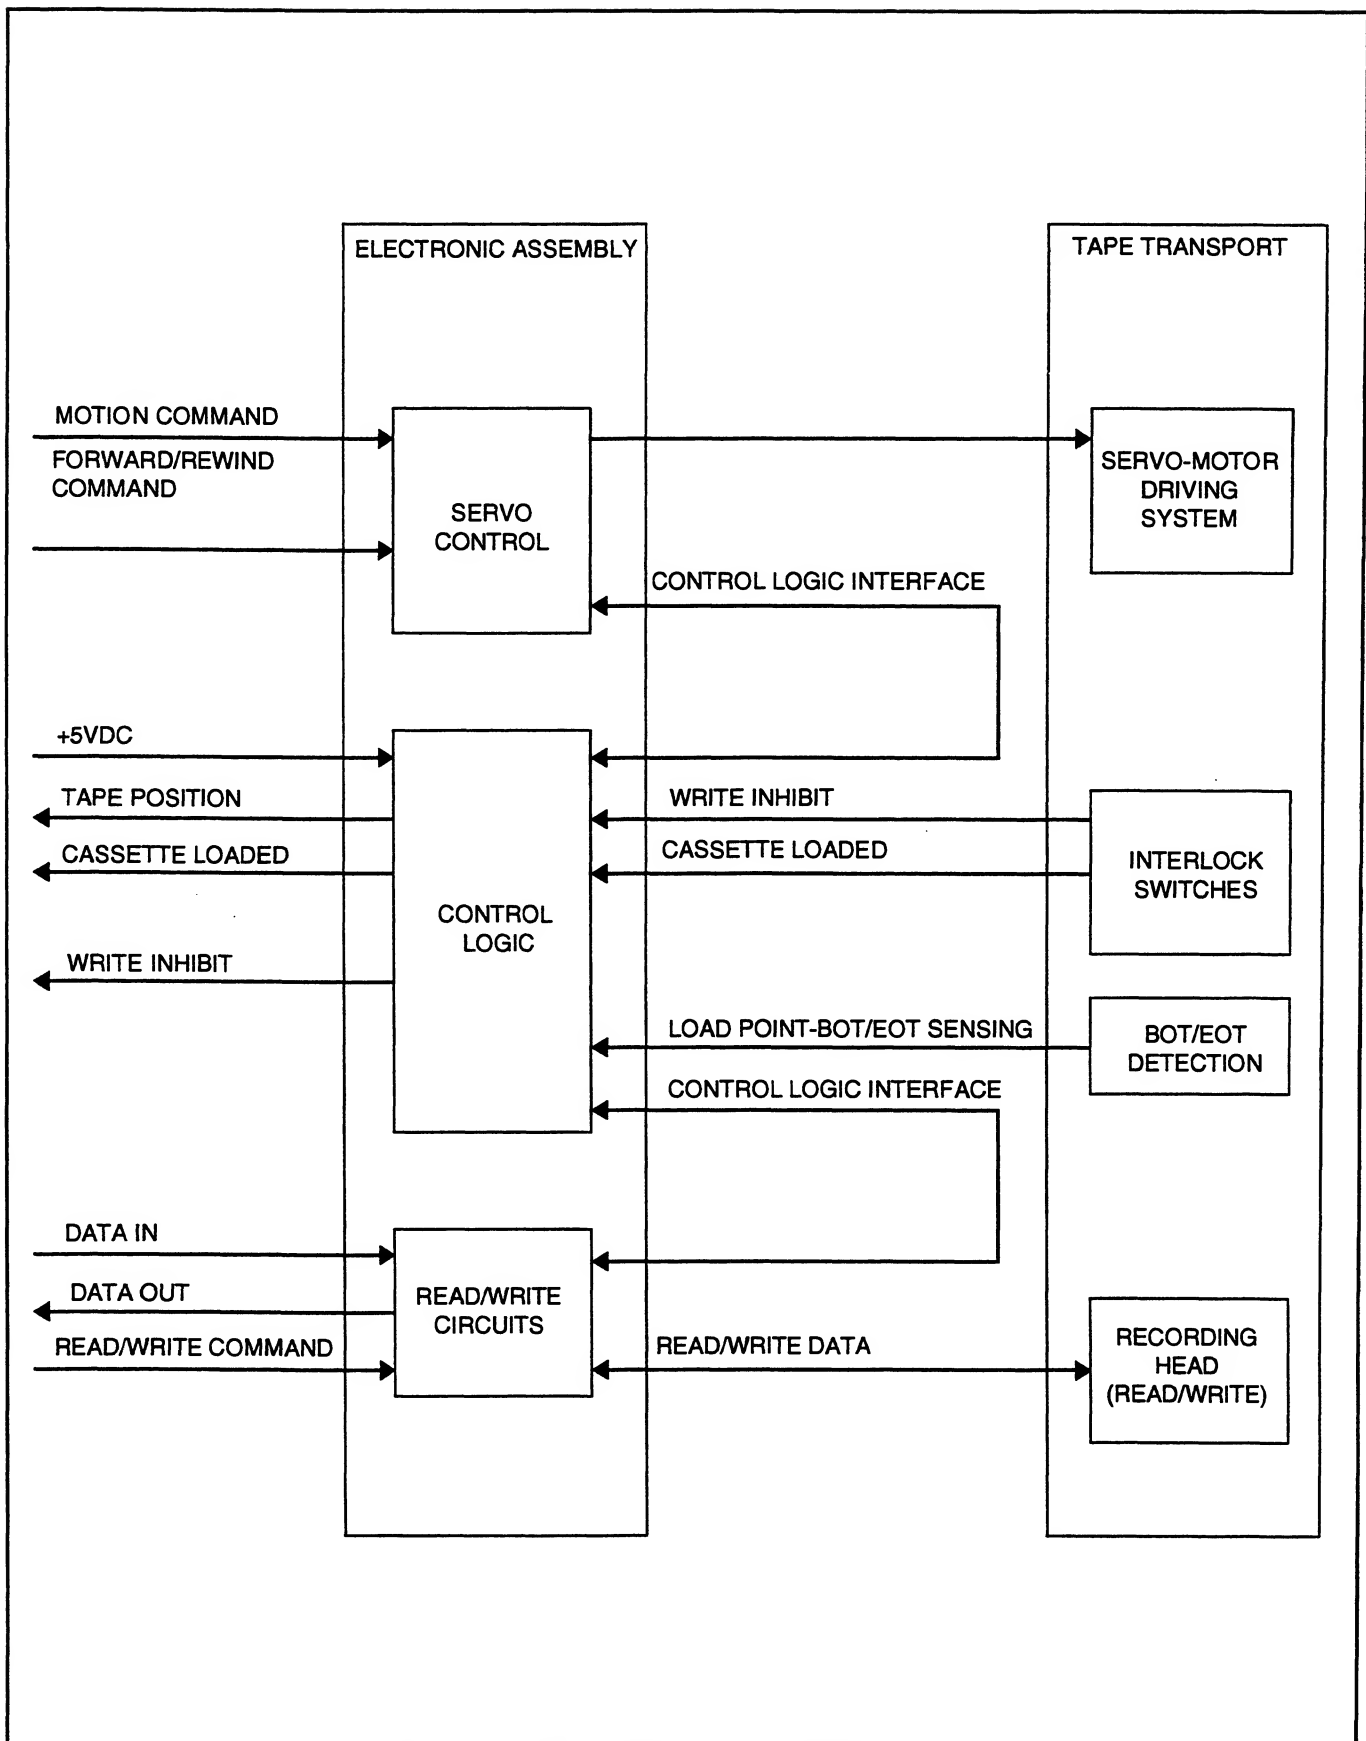 ELECTRONIC ASSEMBLY
TAPE TRANSPORT
MOTION COMMAND
FORWARD/REWIND
COMMAND
SERVO
CONTROL
SERVO-MOTOR
DRIVING
SYSTEM
CONTROL LOGIC INTERFACE
+5VDC
TAPE POSITION
CASSETTE LOADED
WRITE INHIBIT
CONTROL
LOGIC
WRITE INHIBIT
CASSETTE LOADED
INTERLOCK
SWITCHES
LOAD POINT-BOT/EOT SENSING
BOT/EOT
DETECTION
CONTROL LOGIC INTERFACE
DATA IN
DATA OUT
READ/WRITE COMMAND
READ/WRITE
CIRCUITS
READ/WRITE DATA
RECORDING
HEAD
(READ/WRITE)